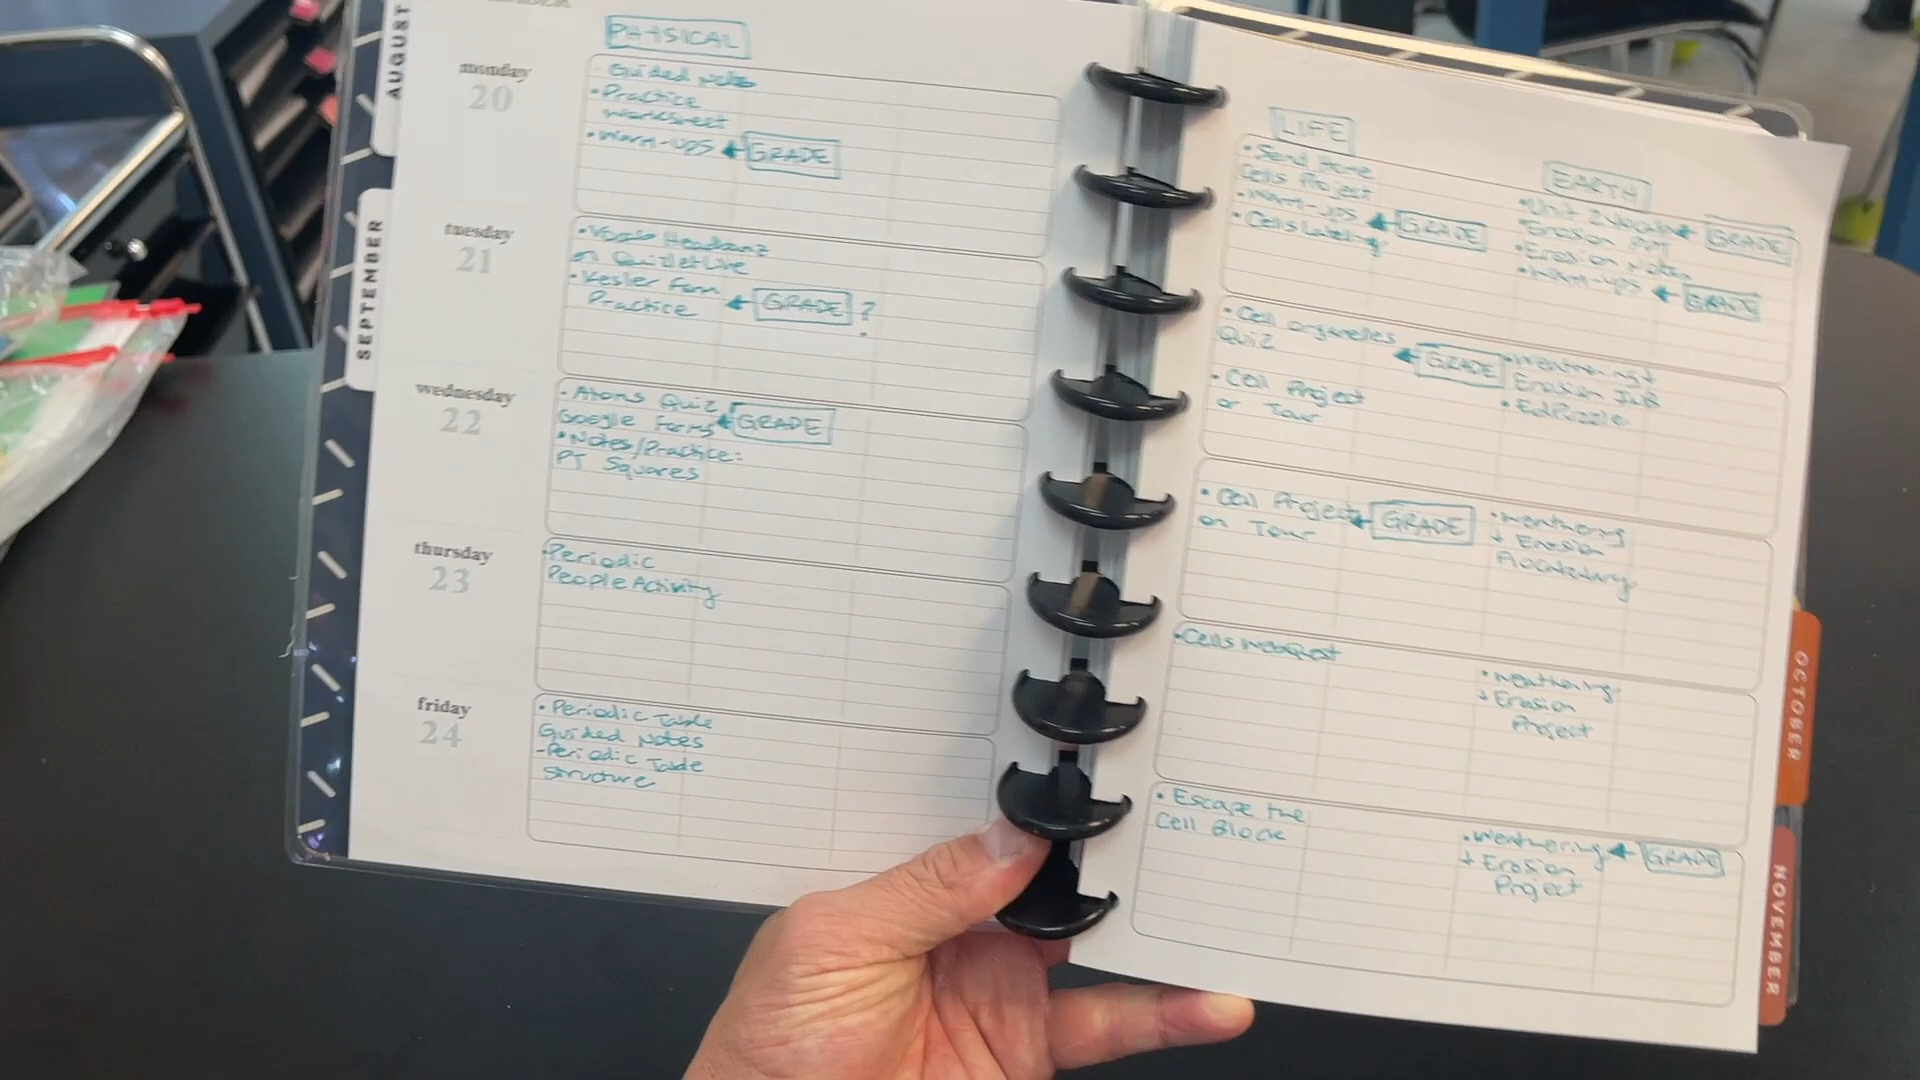 AUGUST
SEPTEMBER
PHYSICAL
monday
20
Guided Notes
•Practice
worksheet
•Warm-ups GRADE
tuesday
21
•Vocab Headbanz
on QuizletLive
•Kesler Form
Practice GRADE ?
wednesday
22
•Atoms Quiz
Google Forms GRADE
•Notes/Practice:
PT Squares
thursday
23
•Periodic
People Activity
friday
24
•Periodic Table
Guided Notes
-Periodic Table
Structure
LIFE
•Send Home
Cells Project
•Warm-ups GRADE
•Cells Labeling
•Cell organelles
Quiz GRADE
•Cell Project
or Tour
•Cell Project GRADE
on Tour
•Cells WebQuest
•Escape the
Cell Block
EARTH
•Unit 2 Vocab GRADE
•Erosion PPT
•Erosion Notes
•Warm-ups GRADE
•Weathering +
Erosion INB
•EdPuzzle
•Weathering
+ Erosion
•Weathering
+ Erosion
Project
•Weathering GRADE
+ Erosion
Project
OCTOBER
NOVEMBER